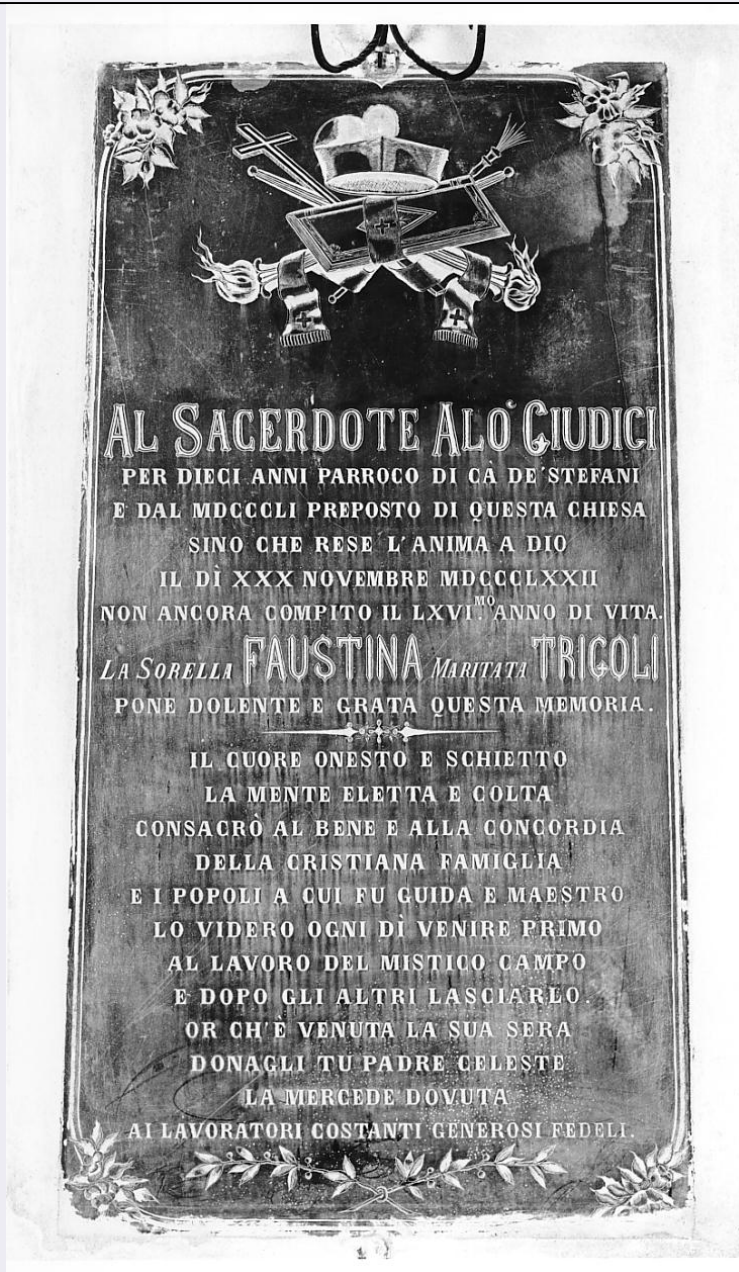 AL SACERDOTE ALO' GIUDICI
PER DIECI ANNI PARROCO DI CÀ DE' STEFANI
E DAL MDCCCLI PREPOSTO DI QUESTA CHIESA
SINO CHE RESE L'ANIMA A DIO
IL DÌ XXX NOVEMBRE MDCCCLXXII
NON ANCORA COMPITO IL LXVI.MO ANNO DI VITA.
LA SORELLA FAUSTINA MARITATA TRIGOLI
PONE DOLENTE E GRATA QUESTA MEMORIA.
IL CUORE ONESTO E SCHIETTO
LA MENTE ELETTA E COLTA
CONSACRÒ AL BENE E ALLA CONCORDIA
DELLA CRISTIANA FAMIGLIA
E I POPOLI A CUI FU GUIDA E MAESTRO
LO VIDERO OGNI DÌ VENIRE PRIMO
AL LAVORO DEL MISTICO CAMPO
E DOPO GLI ALTRI LASCIARLO.
OR CH'È VENUTA LA SUA SERA
DONAGLI TU PADRE CELESTE
LA MERCEDE DOVUTA
AI LAVORATORI COSTANTI GENEROSI FEDELI.